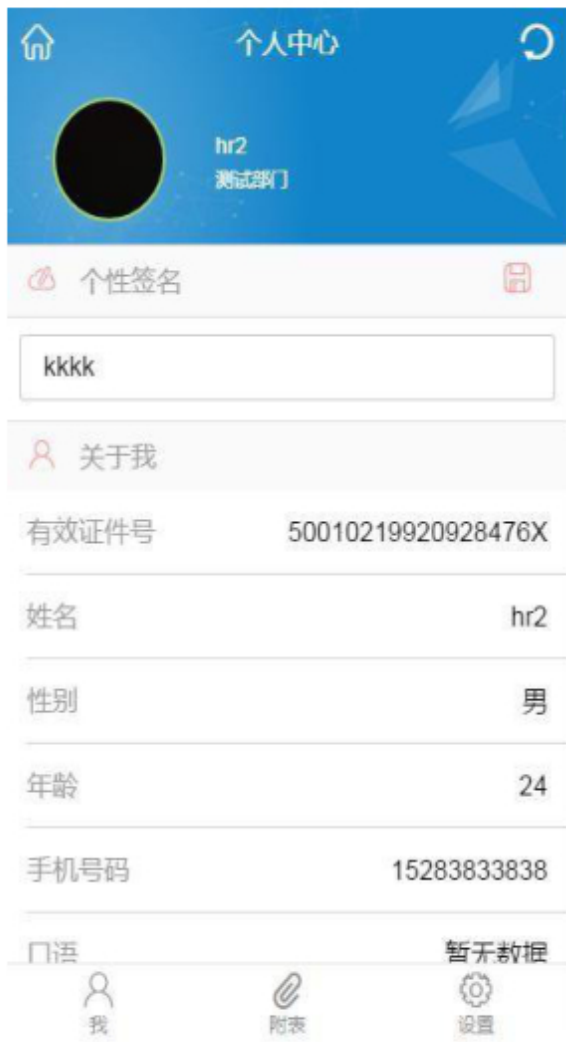 个人中心
hr2
测试部门
个性签名
kkkk
关于我
有效证件号 50010219920928476X
姓名 hr2
性别 男
年龄 24
手机号码 15283833838
口语 暂无数据
我 附表 设置